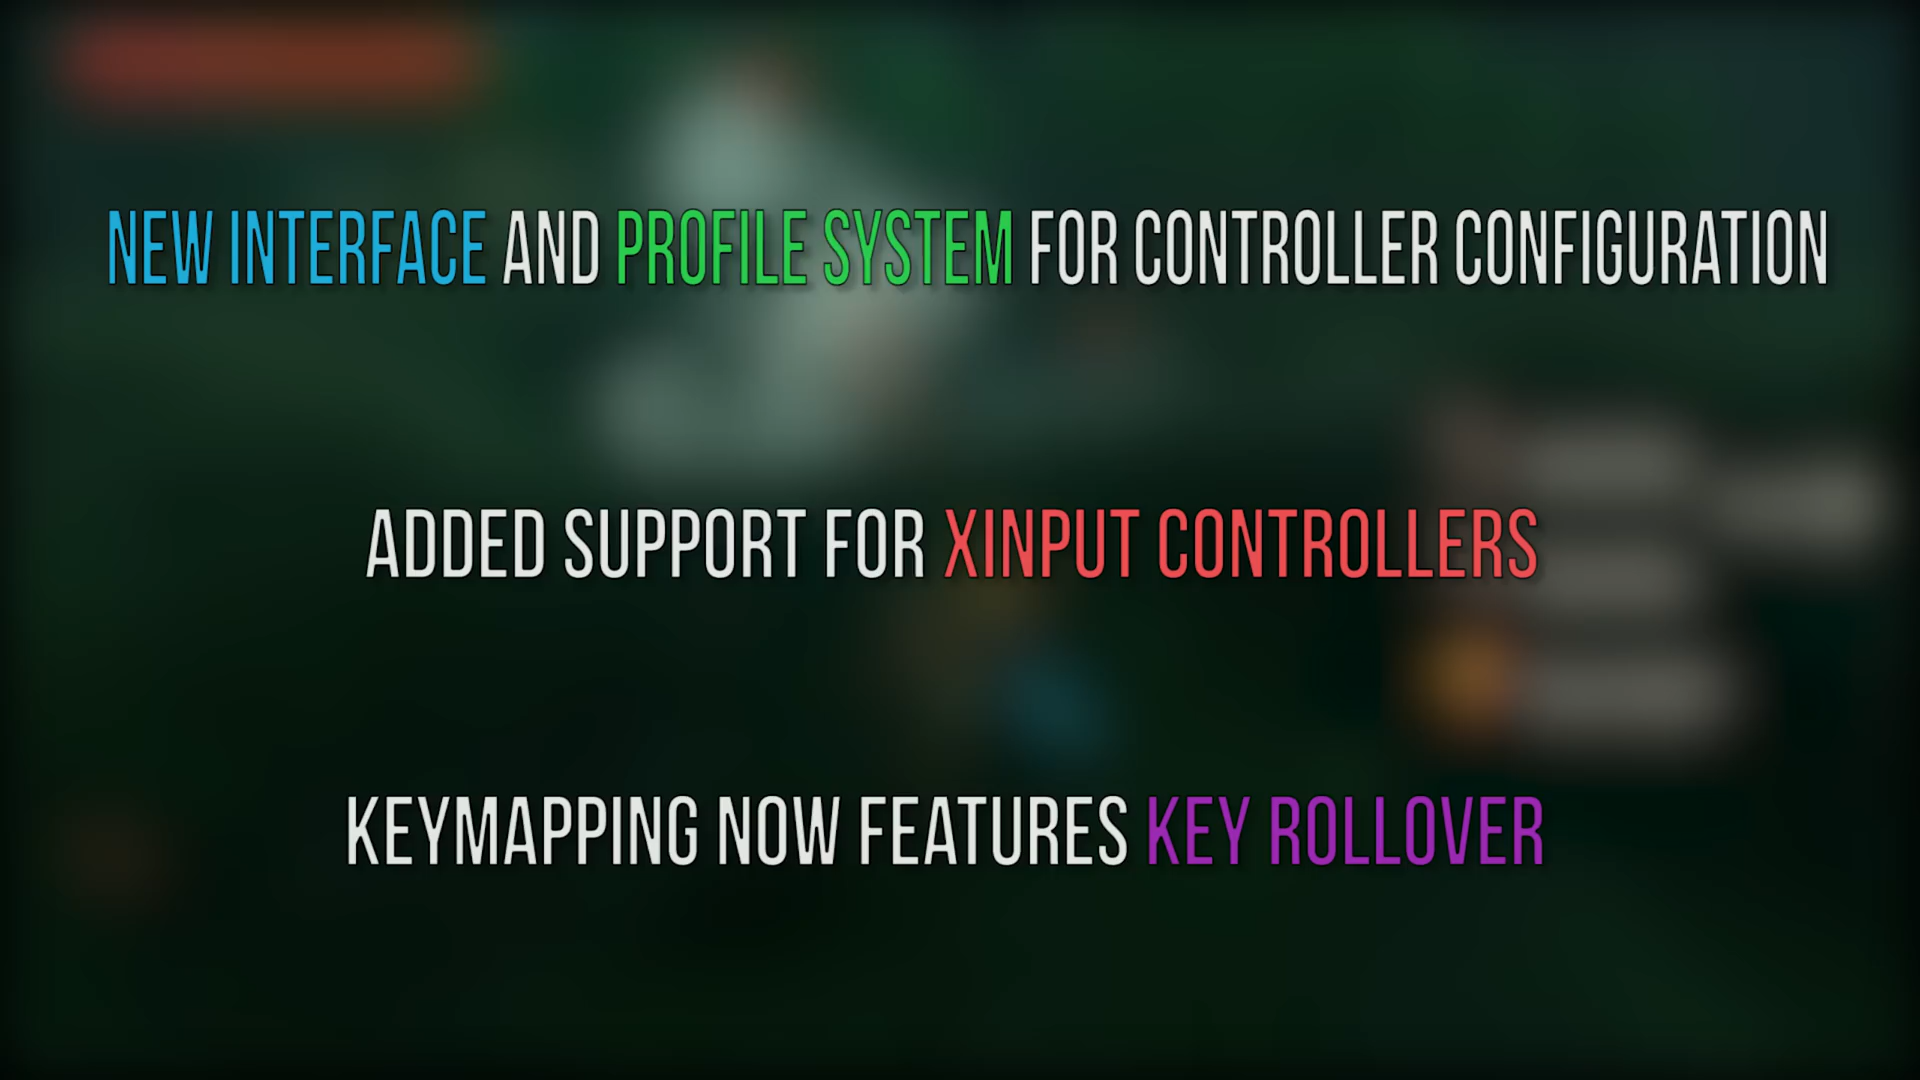 NEW INTERFACE AND PROFILE SYSTEM FOR CONTROLLER CONFIGURATION
ADDED SUPPORT FOR XINPUT CONTROLLERS
KEYMAPPING NOW FEATURES KEY ROLLOVER